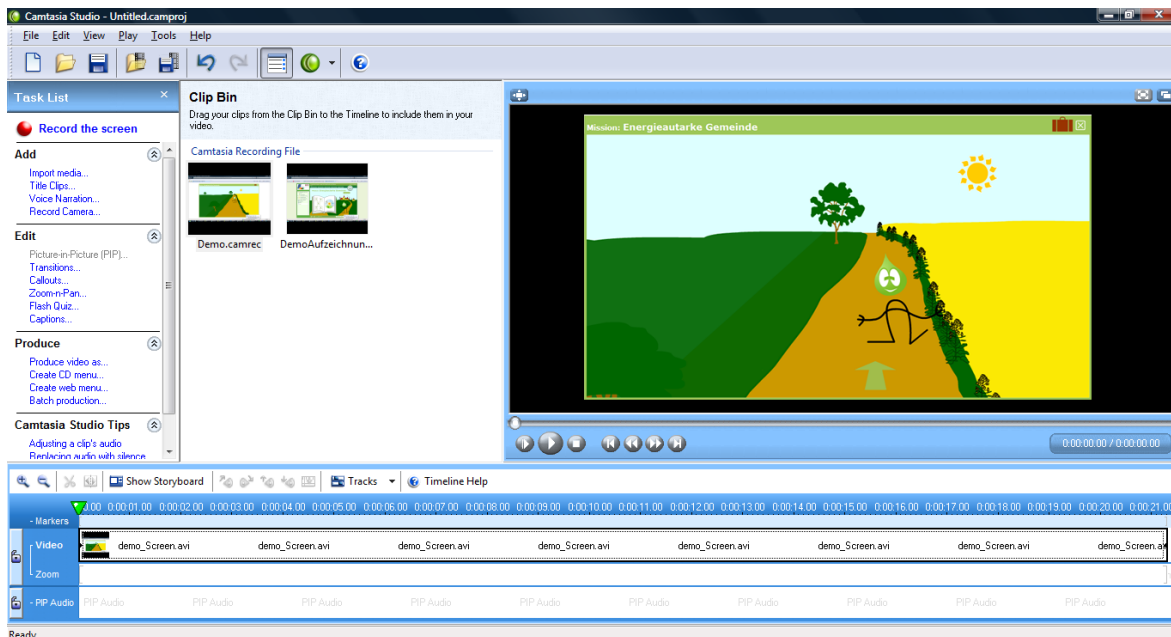 Camtasia Studio - Untitled.camproj
File Edit View Play Tools Help
Task List
Record the screen
Add
Import media...
Title Clips...
Voice Narration...
Record Camera...
Edit
Picture-in-Picture (PIP)...
Transitions...
Callouts...
Zoom-n-Pan...
Flash Quiz...
Captions...
Produce
Produce video as...
Create CD menu...
Create web menu...
Batch production...
Camtasia Studio Tips
Adjusting a clip's audio
Replacing audio with silence
Clip Bin
Drag your clips from the Clip Bin to the Timeline to include them in your
video.
Camtasia Recording File
Demo.camrec DemoAufzeichnun...
Mission: Energieautarke Gemeinde
0:00:00.00 / 0:00:00.00
Show Storyboard Tracks Timeline Help
0:00:01.00 0:00:02.00 0:00:03.00 0:00:04.00 0:00:05.00 0:00:06.00 0:00:07.00 0:00:08.00 0:00:09.00 0:00:10.00 0:00:11.00 0:00:12.00 0:00:13.00 0:00:14.00 0:00:15.00 0:00:16.00 0:00:17.00 0:00:18.00 0:00:19.00 0:00:20.00 0:00:21.00
- Markers
Video demo_Screen.avi demo_Screen.avi demo_Screen.avi demo_Screen.avi demo_Screen.avi demo_Screen.avi demo_Screen.avi demo_Screen.a
Zoom
- PIP Audio PIP Audio PIP Audio PIP Audio PIP Audio PIP Audio PIP Audio PIP Audio PIP Audio PIP Audio PIP Audio
Ready